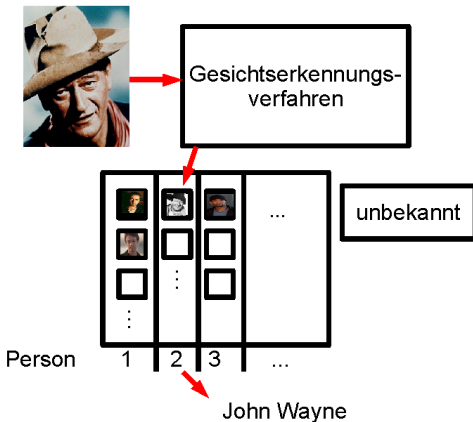 Gesichtserkennungs-
verfahren
...
unbekannt
Person 1 2 3 ...
John Wayne